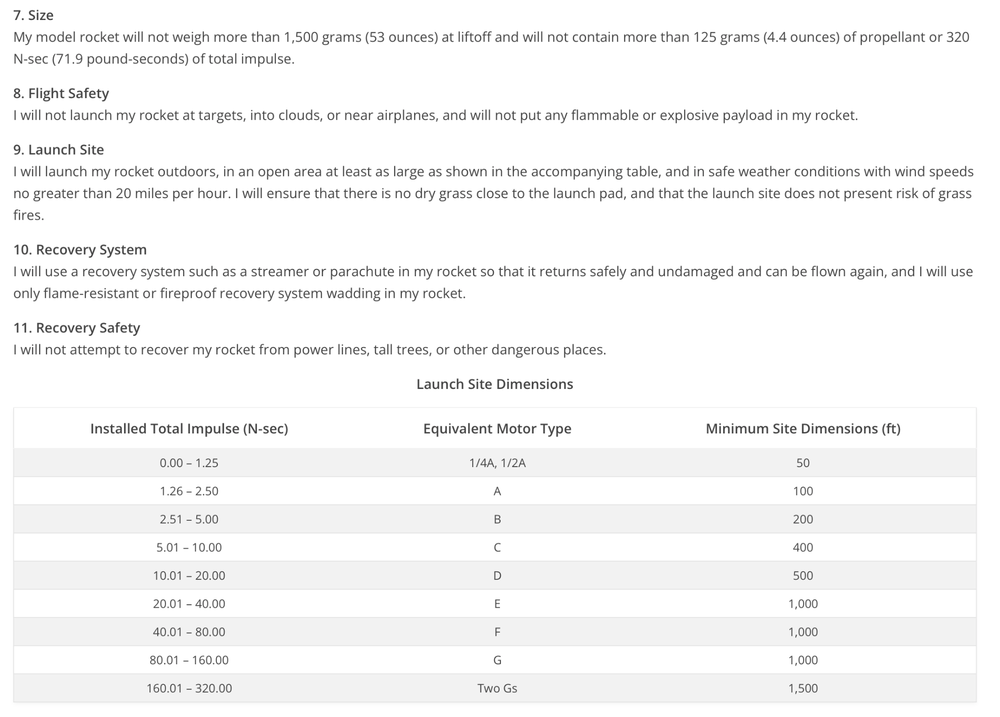 7. Size
My model rocket will not weigh more than 1,500 grams (53 ounces) at liftoff and will not contain more than 125 grams (4.4 ounces) of propellant or 320
N-sec (71.9 pound-seconds) of total impulse.
8. Flight Safety
I will not launch my rocket at targets, into clouds, or near airplanes, and will not put any flammable or explosive payload in my rocket.
9. Launch Site
I will launch my rocket outdoors, in an open area at least as large as shown in the accompanying table, and in safe weather conditions with wind speeds
no greater than 20 miles per hour. I will ensure that there is no dry grass close to the launch pad, and that the launch site does not present risk of grass
fires.
10. Recovery System
I will use a recovery system such as a streamer or parachute in my rocket so that it returns safely and undamaged and can be flown again, and I will use
only flame-resistant or fireproof recovery system wadding in my rocket.
11. Recovery Safety
I will not attempt to recover my rocket from power lines, tall trees, or other dangerous places.
Launch Site Dimensions
Installed Total Impulse (N-sec) Equivalent Motor Type Minimum Site Dimensions (ft)
0.00 – 1.25 1/4A, 1/2A 50
1.26 – 2.50 A 100
2.51 – 5.00 B 200
5.01 – 10.00 C 400
10.01 – 20.00 D 500
20.01 – 40.00 E 1,000
40.01 – 80.00 F 1,000
80.01 – 160.00 G 1,000
160.01 – 320.00 Two Gs 1,500